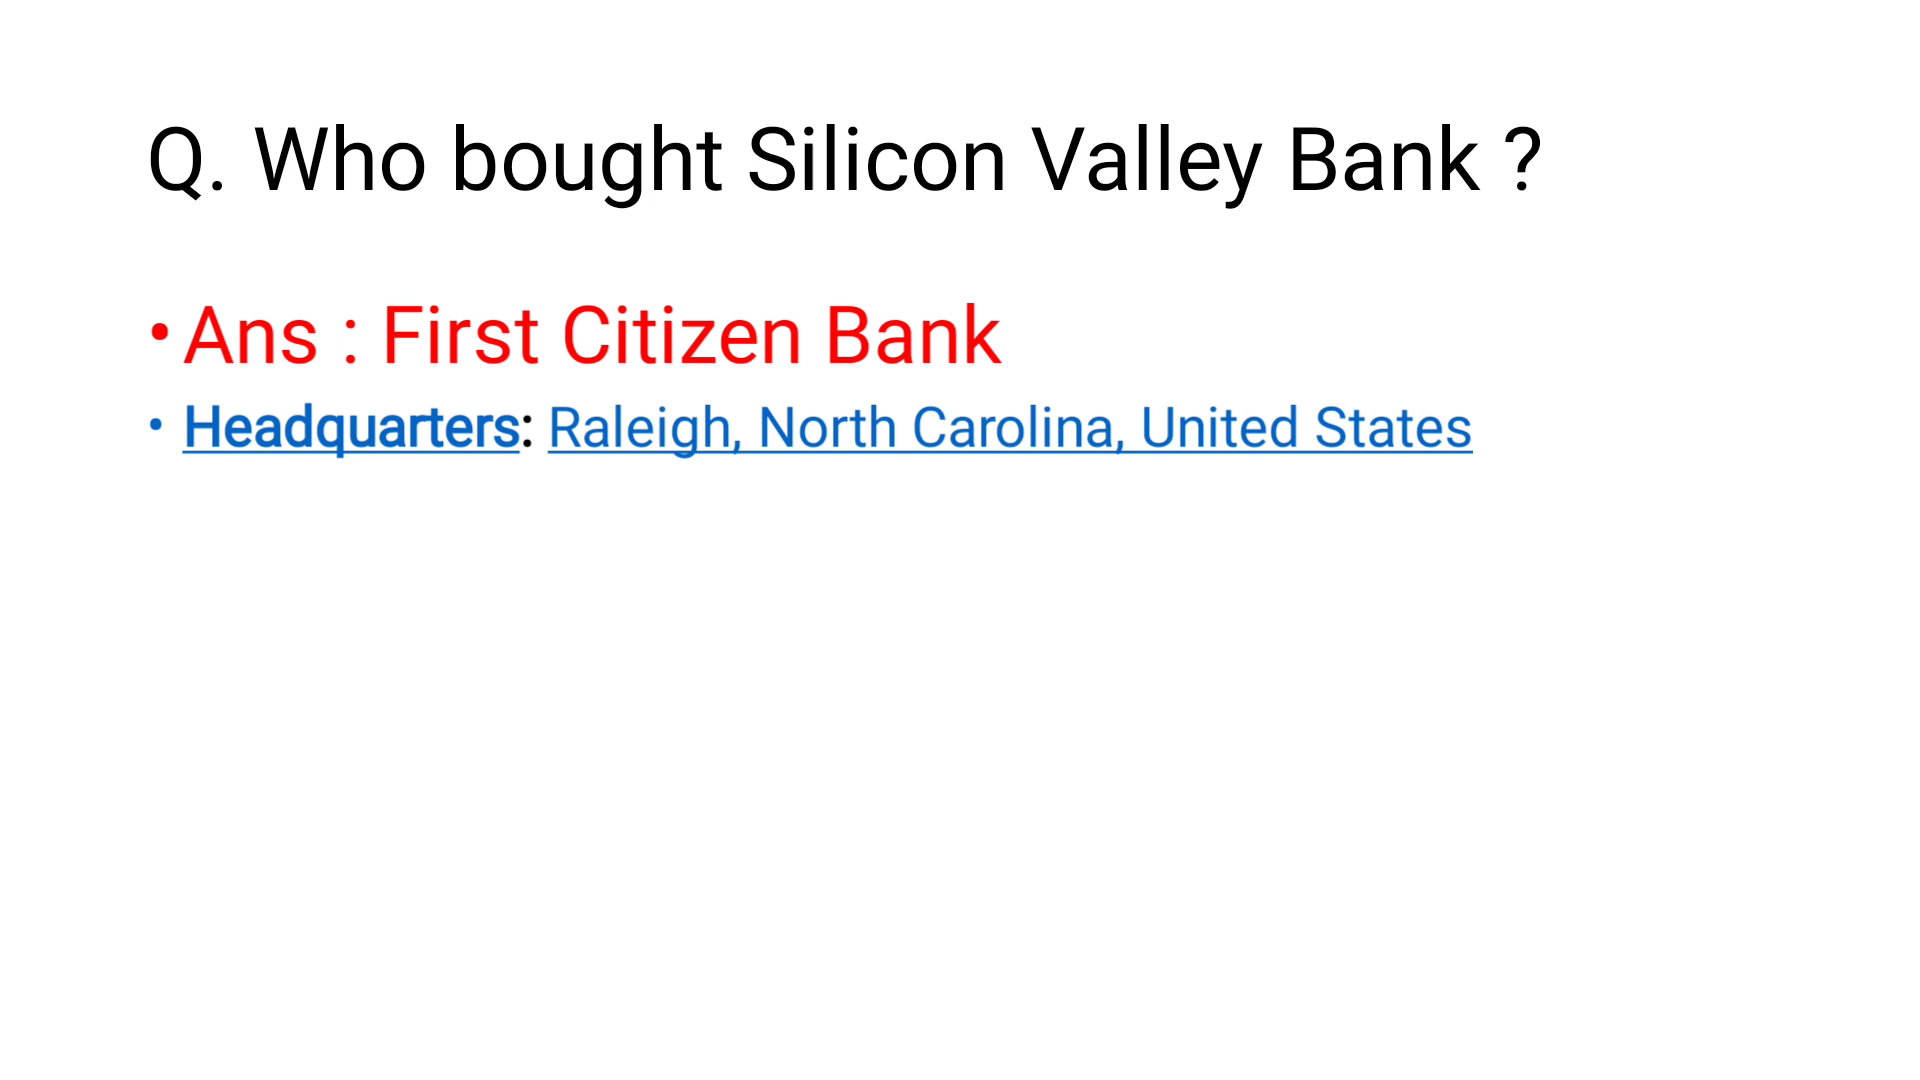 Q. Who bought Silicon Valley Bank ?
• Ans : First Citizen Bank
• Headquarters: Raleigh, North Carolina, United States